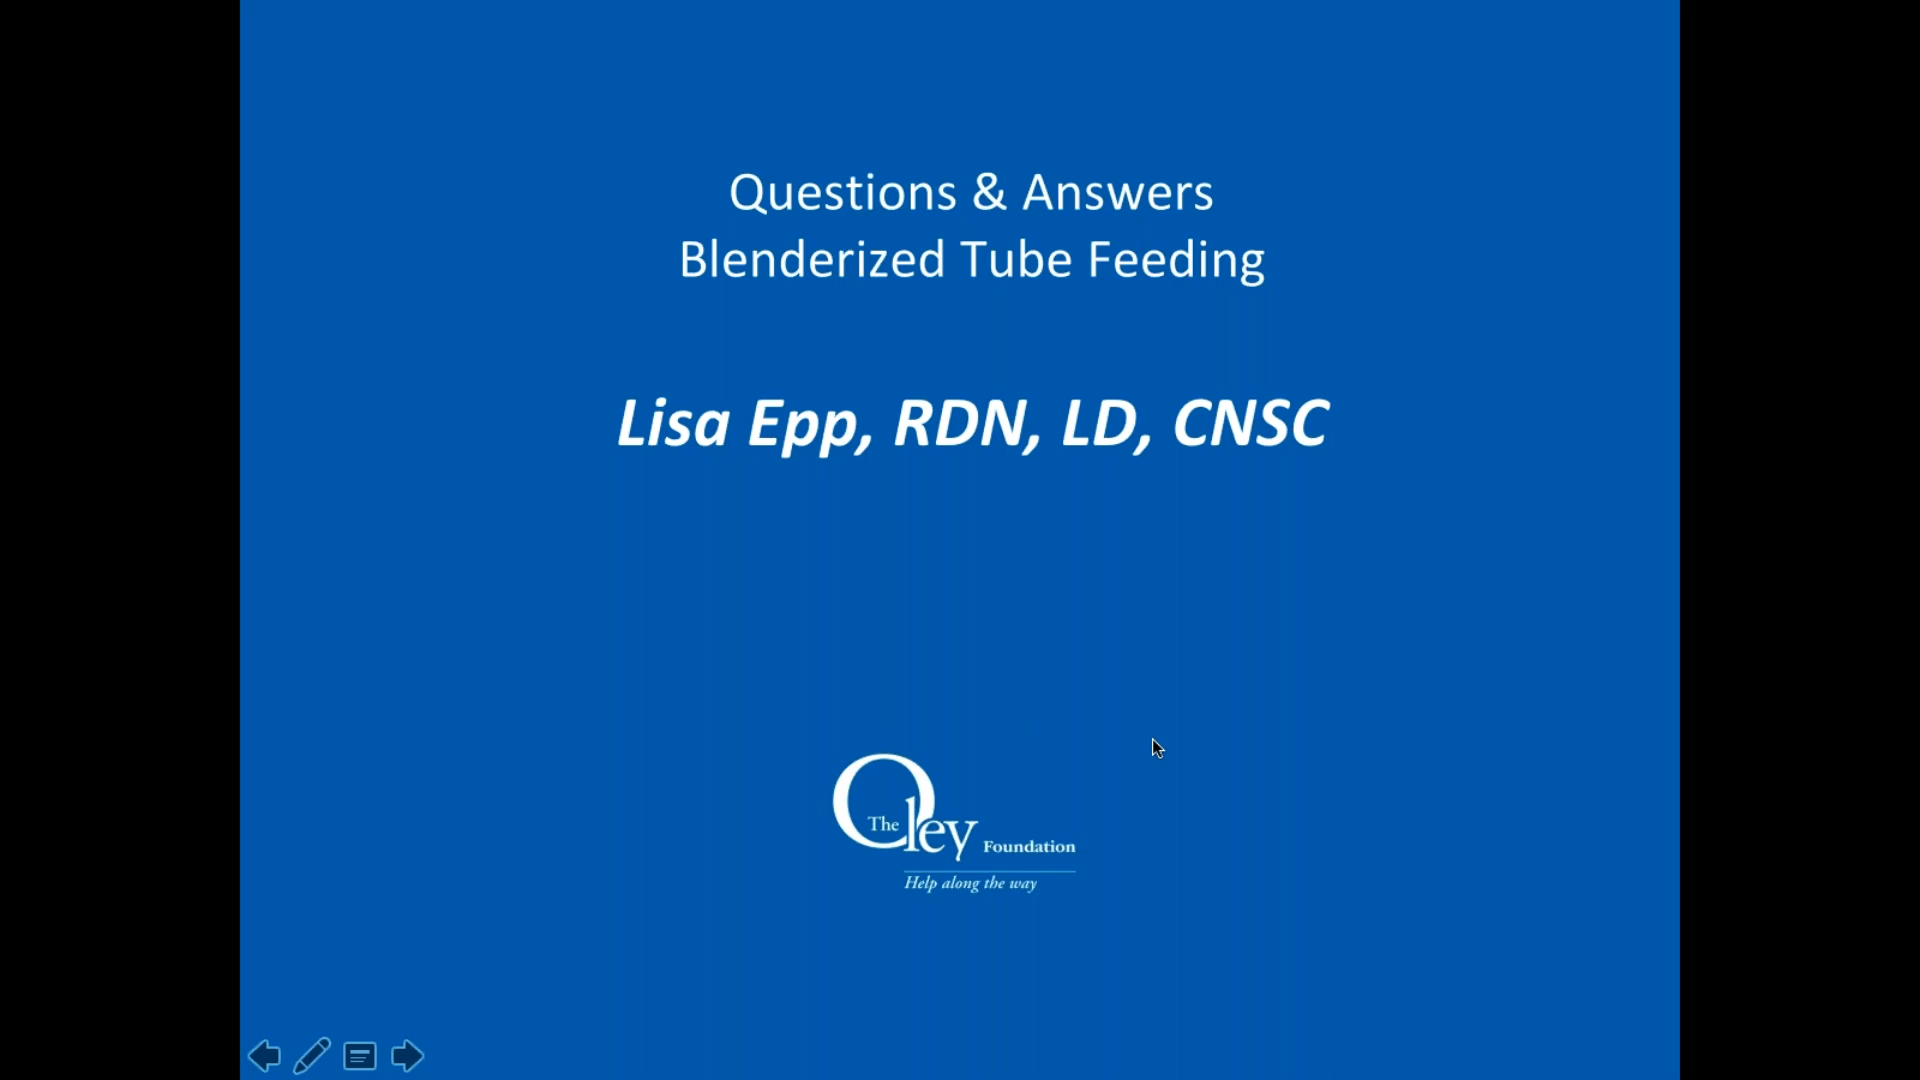 Questions & Answers
Blenderized Tube Feeding
Lisa Epp, RDN, LD, CNSC
The Oley Foundation
Help along the way